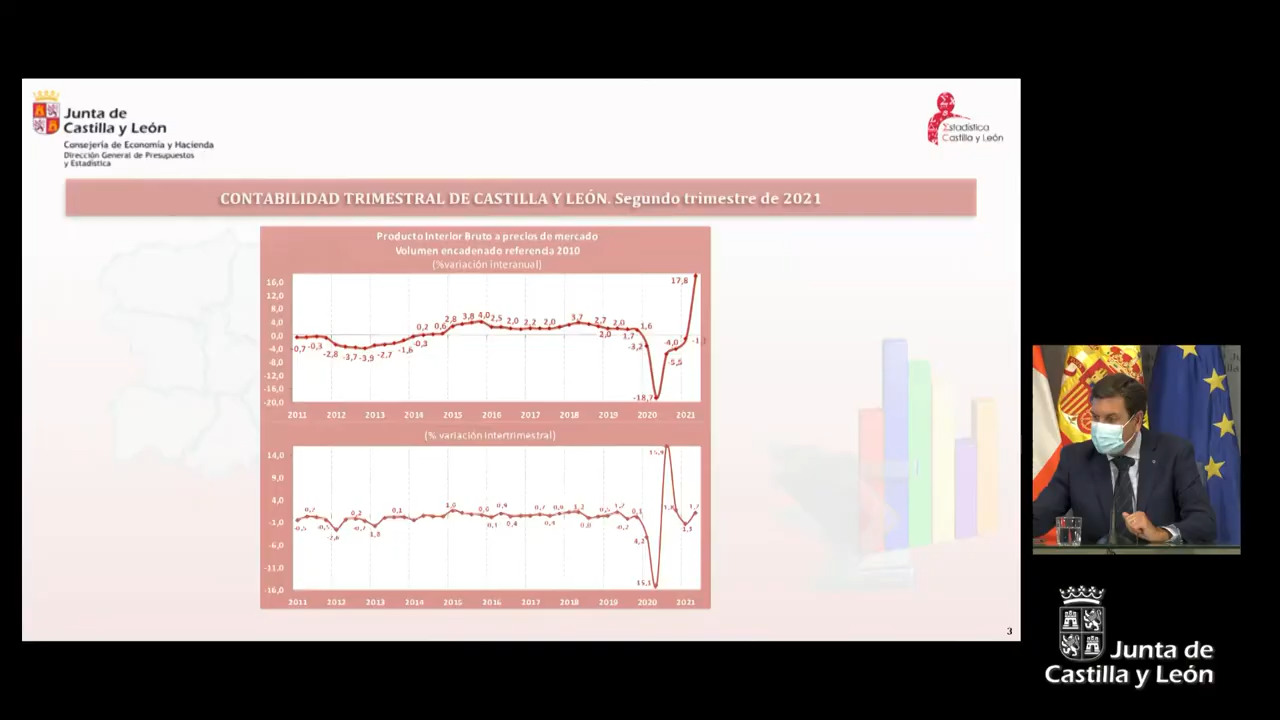 Junta de
Castilla y León
Consejería de Economía y Hacienda
Dirección General de Presupuestos
y Estadística
Estadística
Castilla y León
CONTABILIDAD TRIMESTRAL DE CASTILLA Y LEÓN. Segundo trimestre de 2021
Producto Interior Bruto a precios de mercado
Volumen encadenado referencia 2010
(%variación interanual)
16,0
12,0
8,0
4,0
0,0
-4,0
-8,0
-12,0
-16,0
-20,0
-0,7 -0,3 -2,8 -3,7 -3,9 -2,7 -1,6 -0,3 0,2 0,6 2,8 3,8 4,0 2,5 2,0 2,2 2,0 3,7 2,7 2,0 2,0 1,7 1,6 -3,2 -18,7 -5,5 -4,0 17,8
2011 2012 2013 2014 2015 2016 2017 2018 2019 2020 2021
(% variación intertrimestral)
14,0
9,0
4,0
-1,0
-6,0
-11,0
-16,0
2011 2012 2013 2014 2015 2016 2017 2018 2019 2020 2021
3
Junta de
Castilla y León